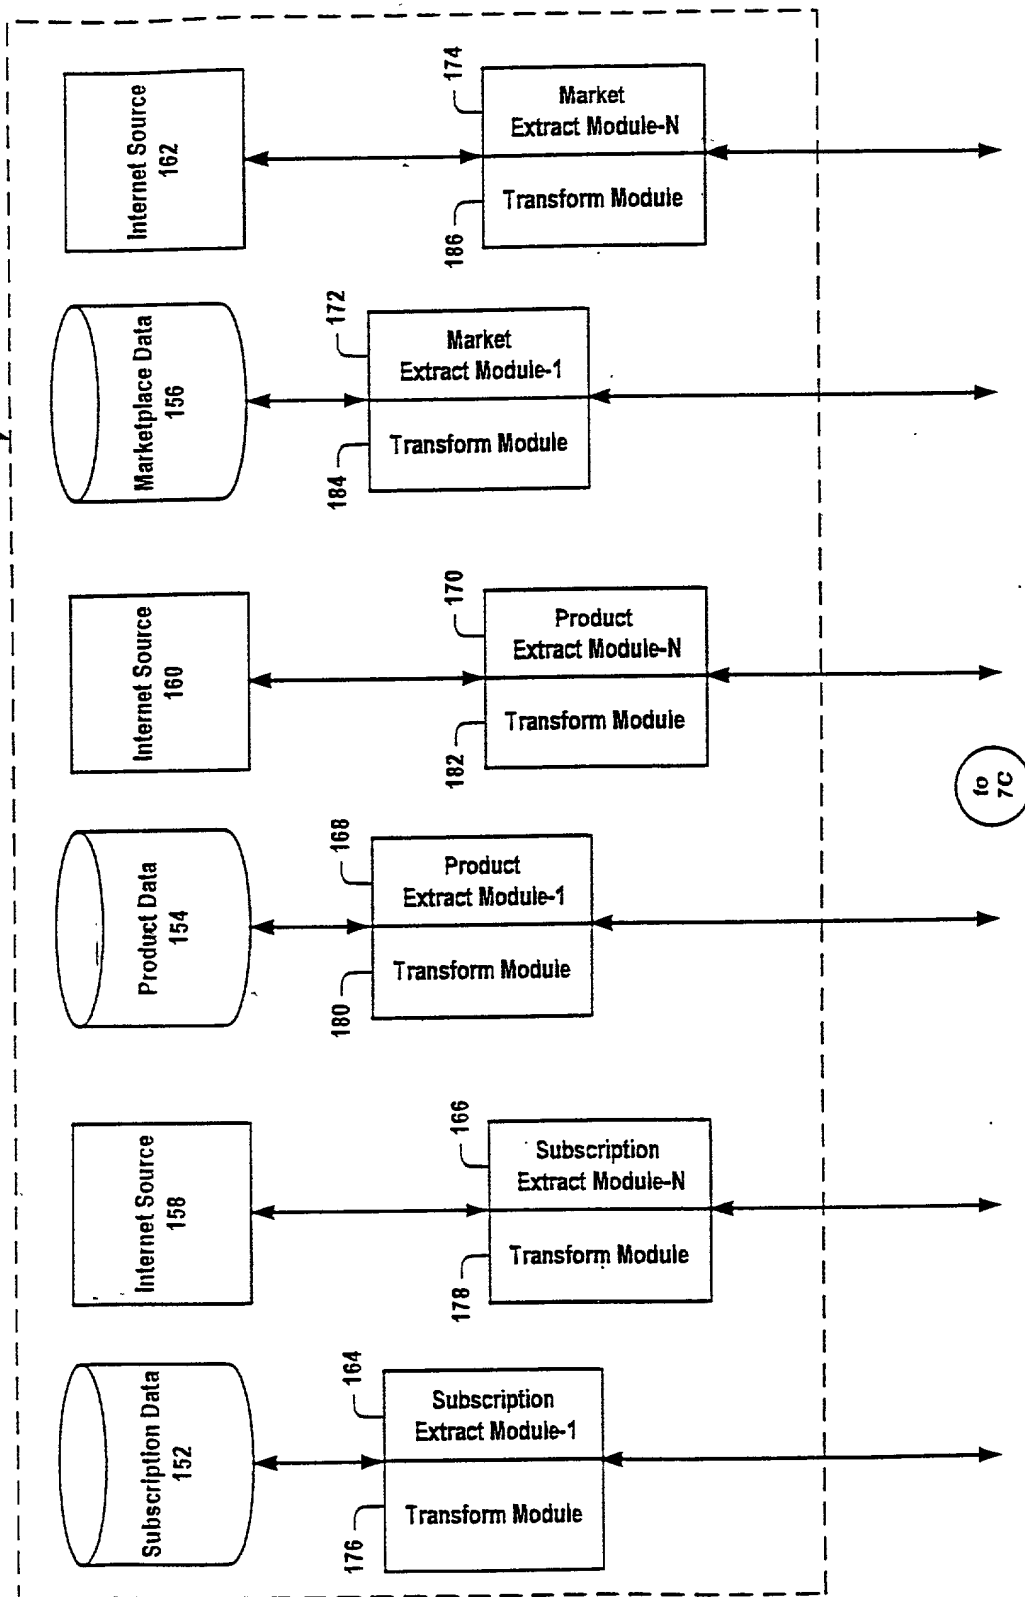 Internet Source
162
174
Market
Extract Module-N
Transform Module
186
Marketplace Data
156
172
Market
Extract Module-1
Transform Module
184
Internet Source
160
170
Product
Extract Module-N
Transform Module
182
Product Data
154
168
Product
Extract Module-1
Transform Module
180
to
7C
Internet Source
158
166
Subscription
Extract Module-N
Transform Module
178
Subscription Data
152
164
Subscription
Extract Module-1
Transform Module
176